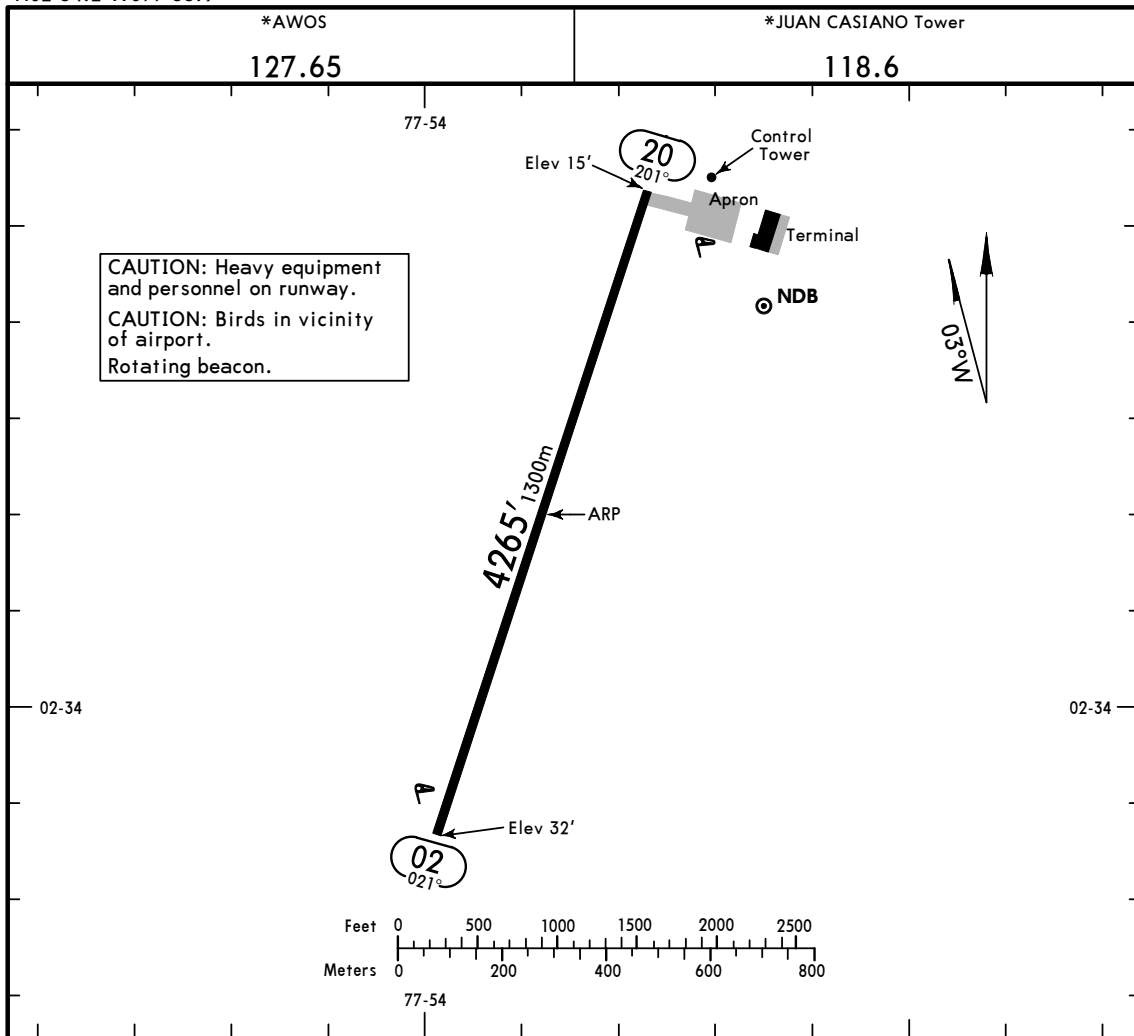 *AWOS
127.65
*JUAN CASIANO Tower
118.6
77-54
20
201°
Elev 15'
Control
Tower
Apron
Terminal
NDB
CAUTION: Heavy equipment
and personnel on runway.
CAUTION: Birds in vicinity
of airport.
Rotating beacon.
03°W
4265' 1300m
ARP
02-34
02-34
Elev 32'
02
021°
Feet 0 500 1000 1500 2000 2500
Meters 0 200 400 600 800
77-54